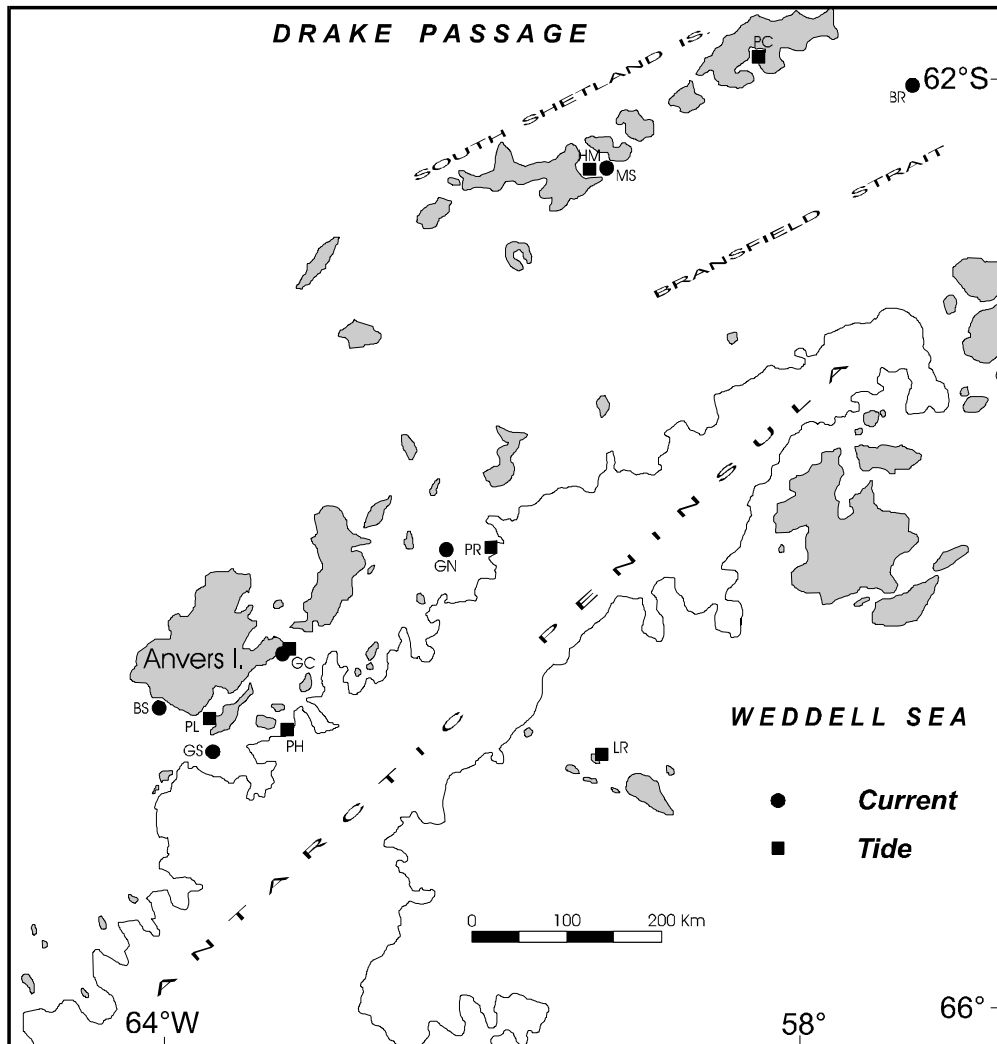 DRAKE PASSAGE
SOUTH SHETLAND IS.
PC
62°S
BR
HM
MS
BRANSFIELD STRAIT
PR
GN
Anvers I.
GC
BS
PL
PH
GS
ANTARCTIC PENINSULA
WEDDELL SEA
LR
Current
Tide
0 100 200 Km
64°W
58°
66°